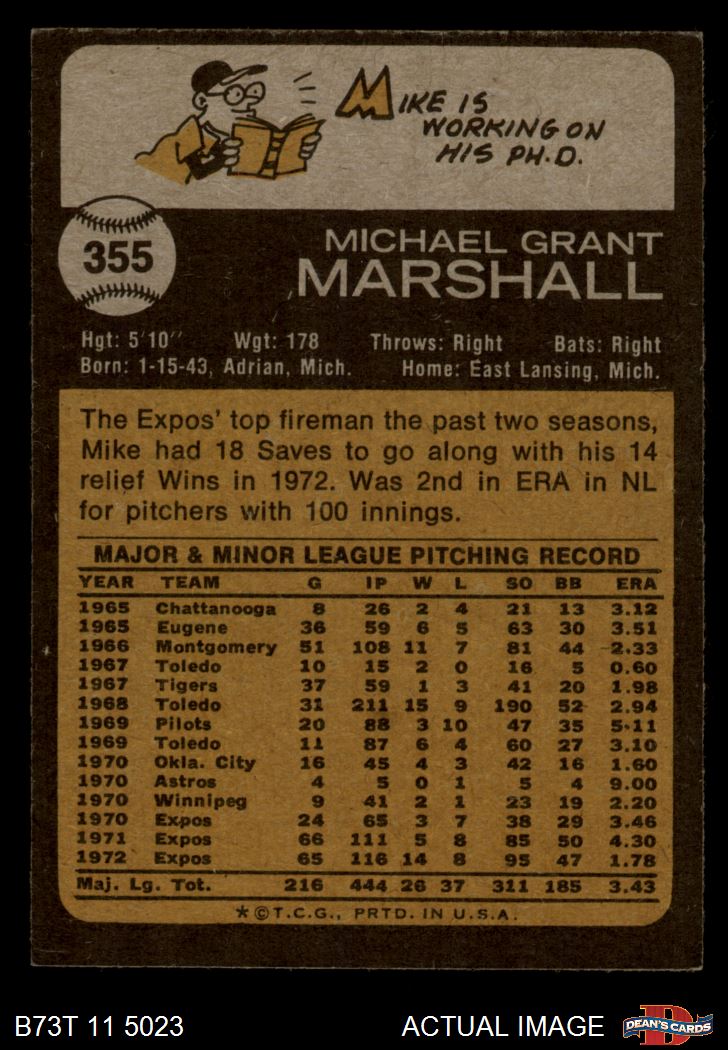 MIKE IS
WORKING ON
HIS PH.D.
355
MICHAEL GRANT
MARSHALL
Hgt: 5'10" Wgt: 178 Throws: Right Bats: Right
Born: 1-15-43, Adrian, Mich. Home: East Lansing, Mich.
The Expos' top fireman the past two seasons,
Mike had 18 Saves to go along with his 14
relief Wins in 1972. Was 2nd in ERA in NL
for pitchers with 100 innings.
MAJOR & MINOR LEAGUE PITCHING RECORD
YEAR TEAM G IP W L SO BB ERA
1965 Chattanooga 8 26 2 4 21 13 3.12
1965 Eugene 36 59 6 5 63 30 3.51
1966 Montgomery 51 108 11 7 81 44 2.33
1967 Toledo 10 15 2 0 16 5 0.60
1967 Tigers 37 59 1 3 41 20 1.98
1968 Toledo 31 211 15 9 190 52 2.94
1969 Pilots 20 88 3 10 47 35 5.11
1969 Toledo 11 87 6 4 60 27 3.10
1970 Okla. City 16 45 4 3 42 16 1.60
1970 Astros 4 5 0 1 5 4 9.00
1970 Winnipeg 9 41 2 1 23 19 2.20
1970 Expos 24 65 3 7 38 29 3.46
1971 Expos 66 111 5 8 85 50 4.30
1972 Expos 65 116 14 8 95 47 1.78
Maj. Lg. Tot. 216 444 26 37 311 185 3.43
*©T.C.G., PRTD. IN U.S.A.
B73T 11 5023 ACTUAL IMAGE D DEAN'S CARDS